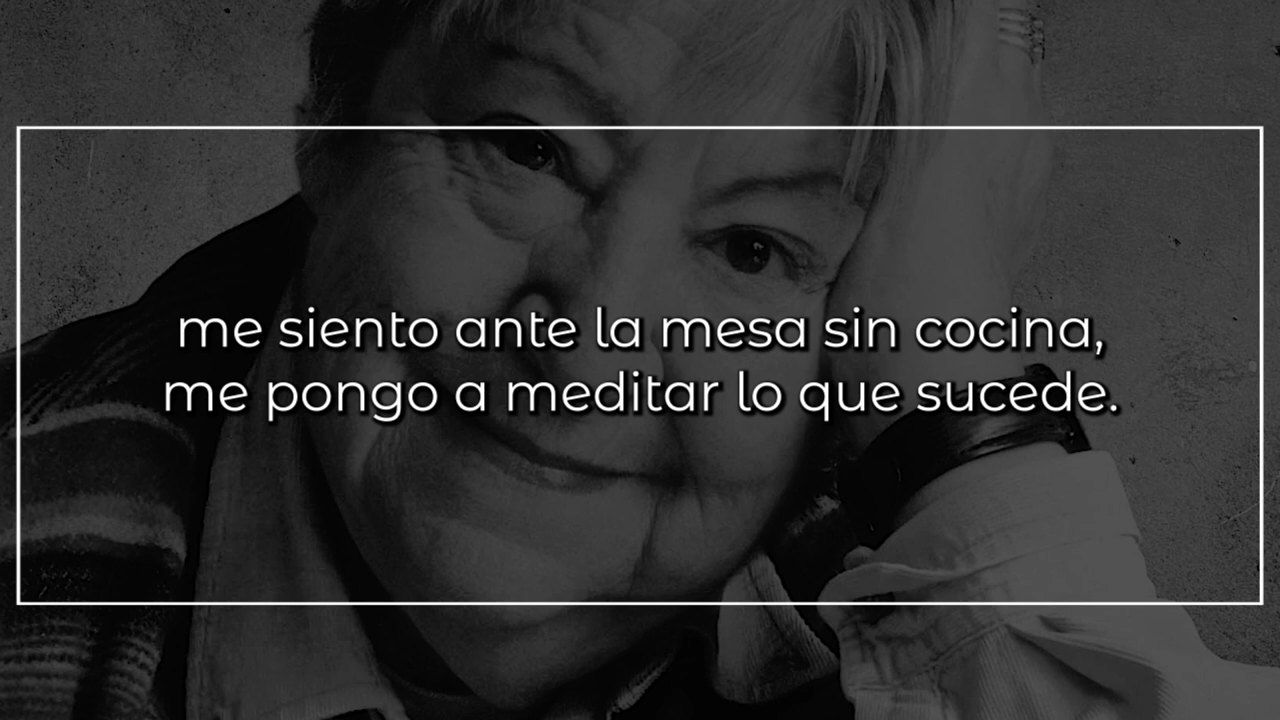 me siento ante la mesa sin cocina,
me pongo a meditar lo que sucede.